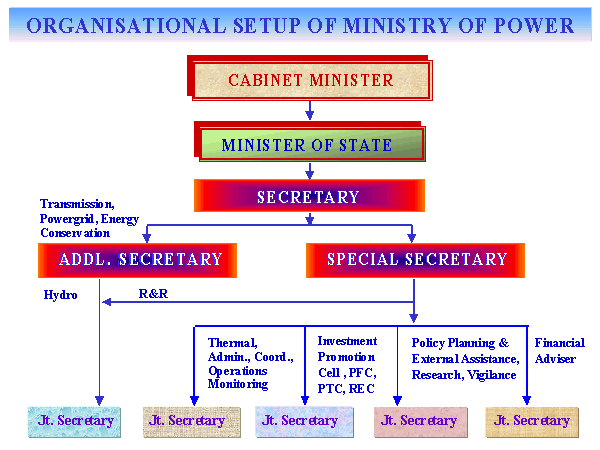 ORGANISATIONAL SETUP OF MINISTRY OF POWER
CABINET MINISTER
MINISTER OF STATE
SECRETARY
Transmission,
Powergrid, Energy
Conservation
ADDL. SECRETARY
SPECIAL SECRETARY
Hydro
R&R
Thermal,
Admin., Coord.,
Operations
Monitoring
Investment
Promotion
Cell , PFC,
PTC, REC
Policy Planning &
External Assistance,
Research, Vigilance
Financial
Adviser
Jt. Secretary
Jt. Secretary
Jt. Secretary
Jt. Secretary
Jt. Secretary